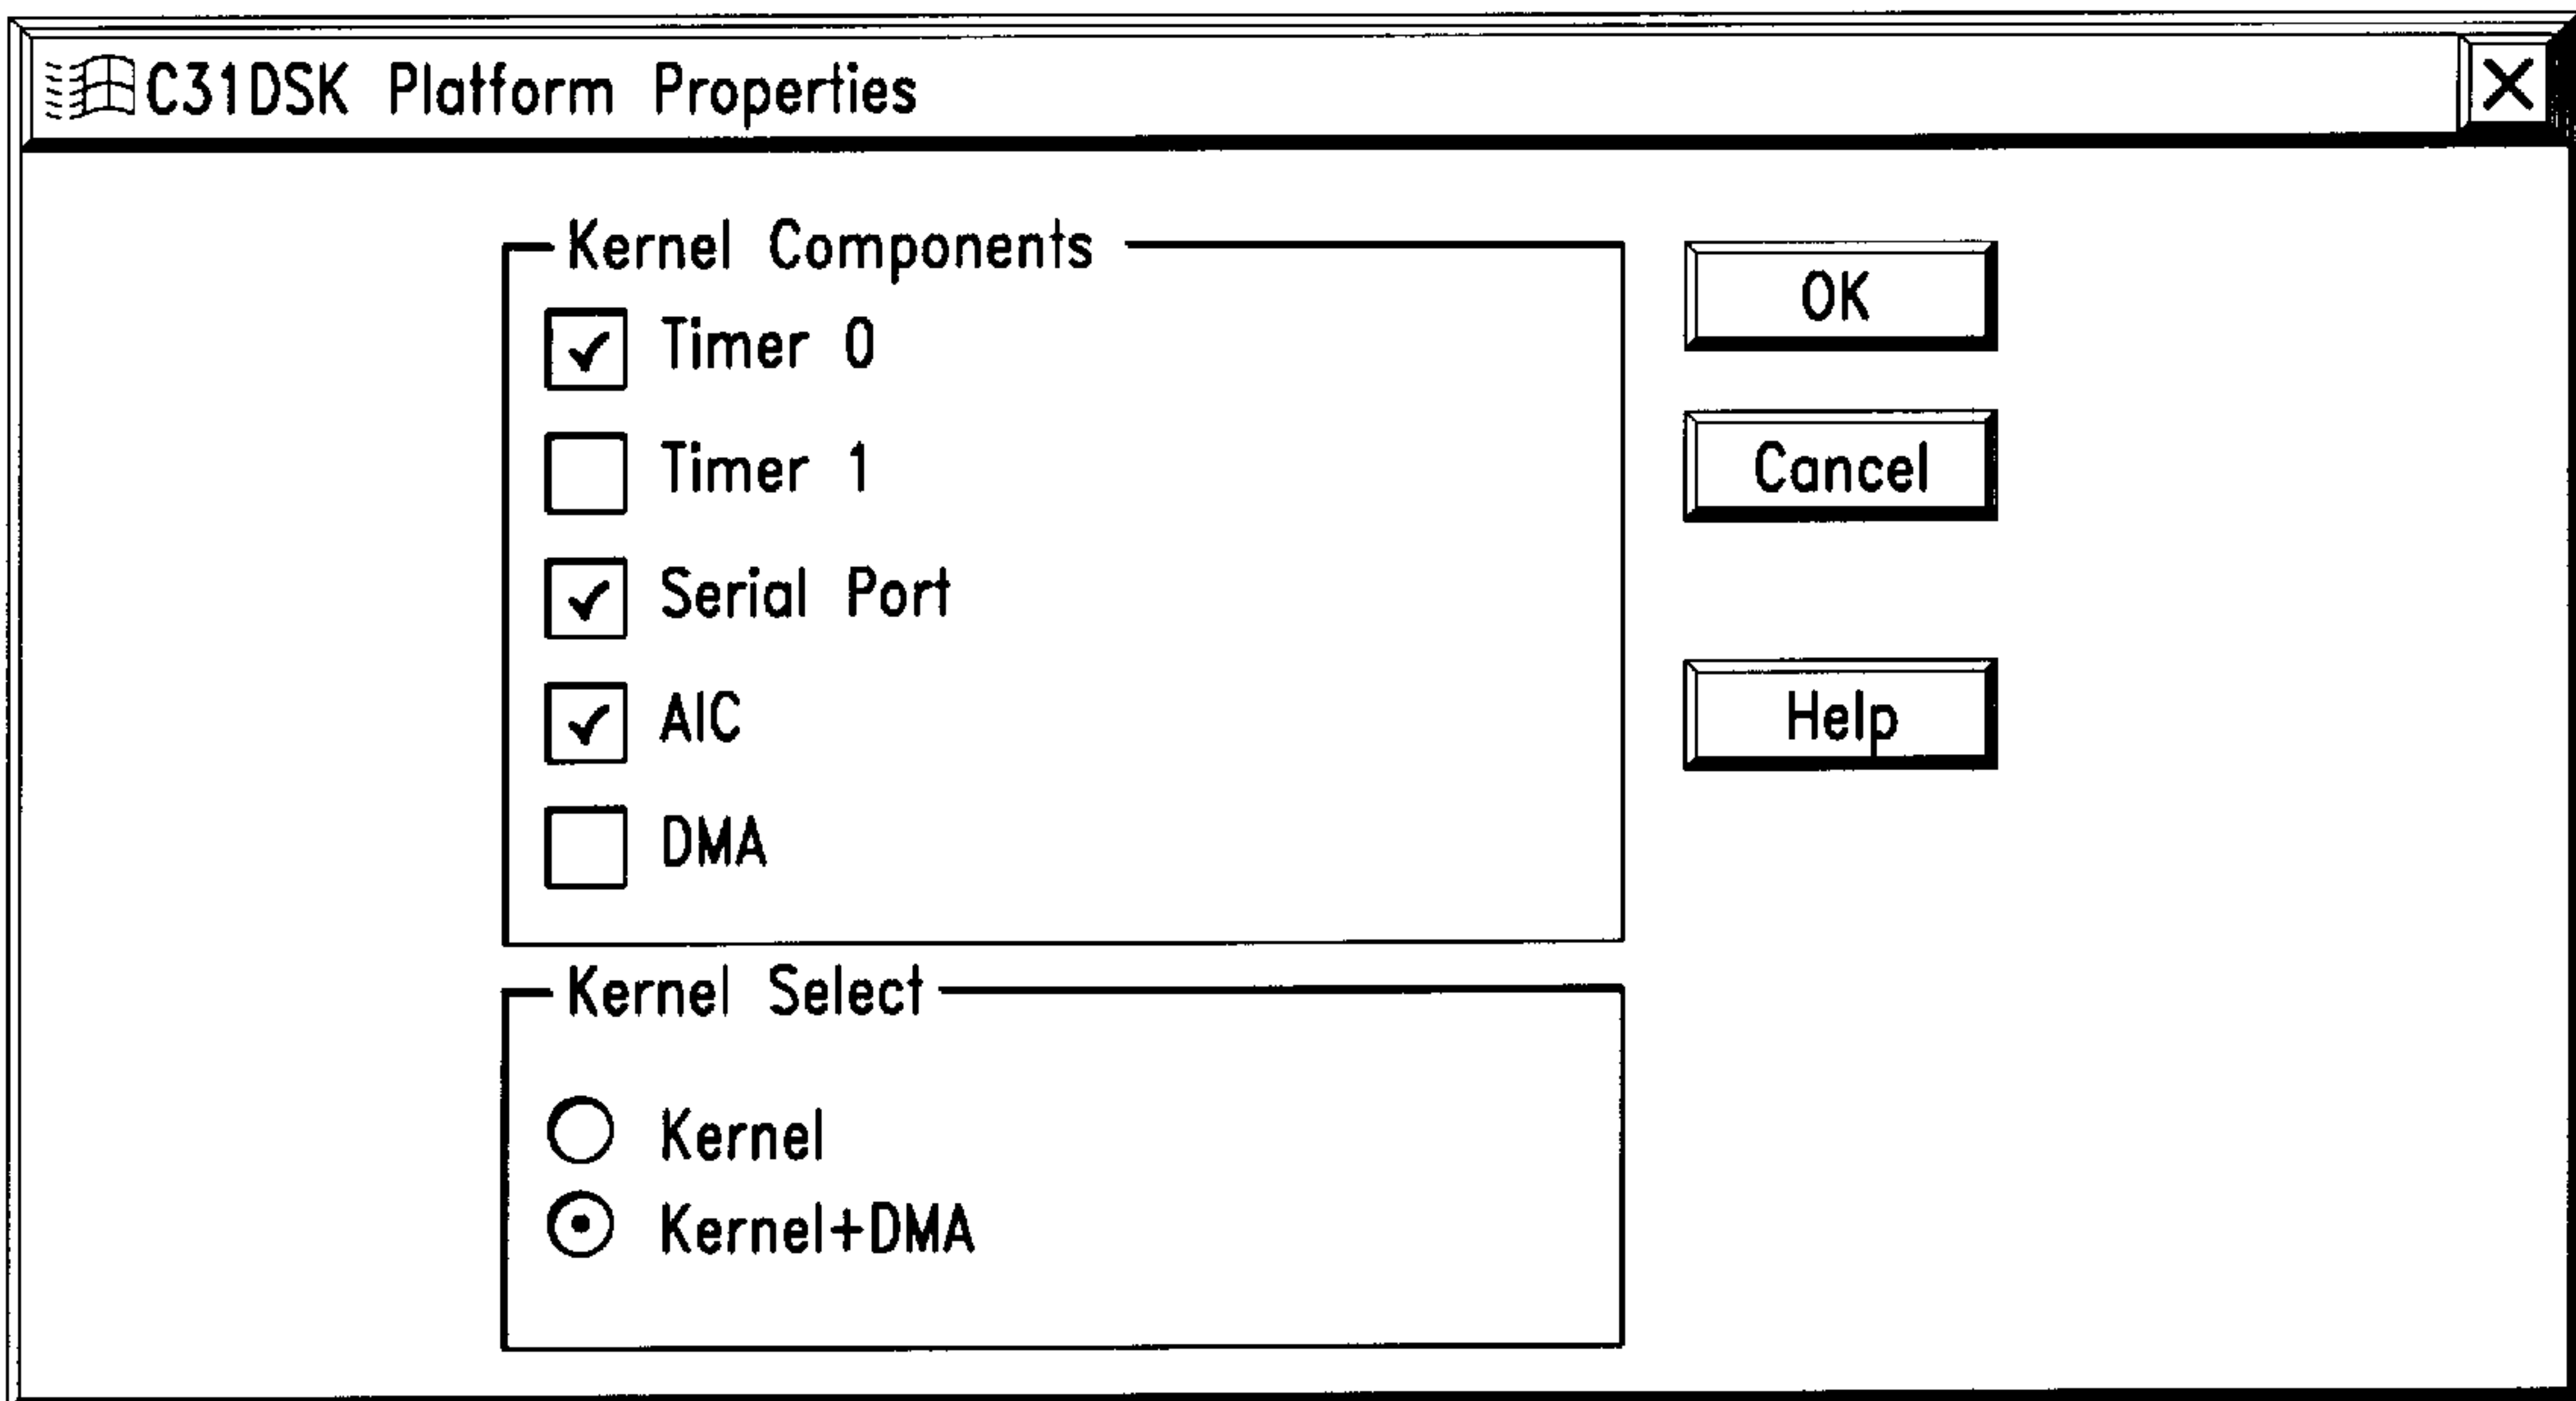 C31DSK Platform Properties
Kernel Components
Timer 0
Timer 1
Serial Port
AIC
DMA
OK
Cancel
Help
Kernel Select
Kernel
Kernel+DMA